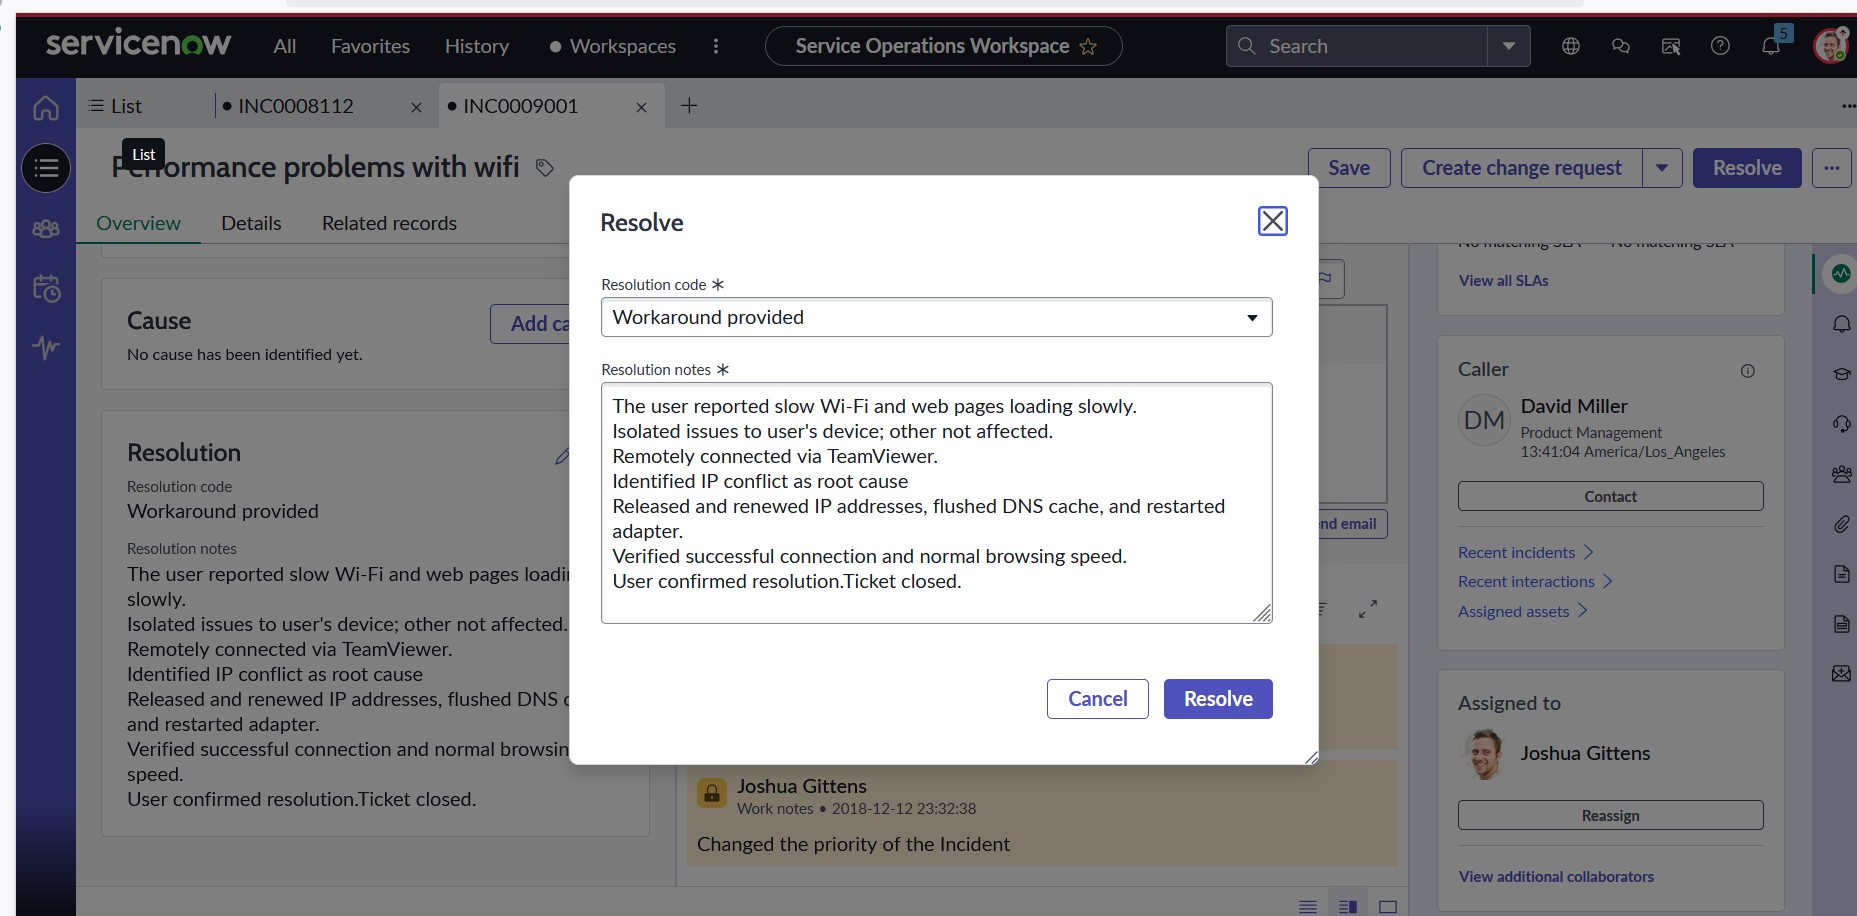 servicenow
All
Favorites
History
Workspaces
Service Operations Workspace
Search
5
List
INC0008112
INC0009001
List
Performance problems with wifi
Save
Create change request
Resolve
Overview
Details
Related records
Cause
Add ca
No cause has been identified yet.
Resolution
Resolution code
Workaround provided
Resolution notes
The user reported slow Wi-Fi and web pages loadi
slowly.
Isolated issues to user's device; other not affected.
Remotely connected via TeamViewer.
Identified IP conflict as root cause
Released and renewed IP addresses, flushed DNS c
and restarted adapter.
Verified successful connection and normal browsin
speed.
User confirmed resolution.Ticket closed.
Resolve
Resolution code *
Workaround provided
Resolution notes *
The user reported slow Wi-Fi and web pages loading slowly.
Isolated issues to user's device; other not affected.
Remotely connected via TeamViewer.
Identified IP conflict as root cause
Released and renewed IP addresses, flushed DNS cache, and restarted
adapter.
Verified successful connection and normal browsing speed.
User confirmed resolution.Ticket closed.
Cancel
Resolve
nd email
Joshua Gittens
Work notes • 2018-12-12 23:32:38
Changed the priority of the Incident
No matching SLA
No matching SLA
View all SLAs
Caller
DM
David Miller
Product Management
13:41:04 America/Los_Angeles
Contact
Recent incidents
Recent interactions
Assigned assets
Assigned to
Joshua Gittens
Reassign
View additional collaborators